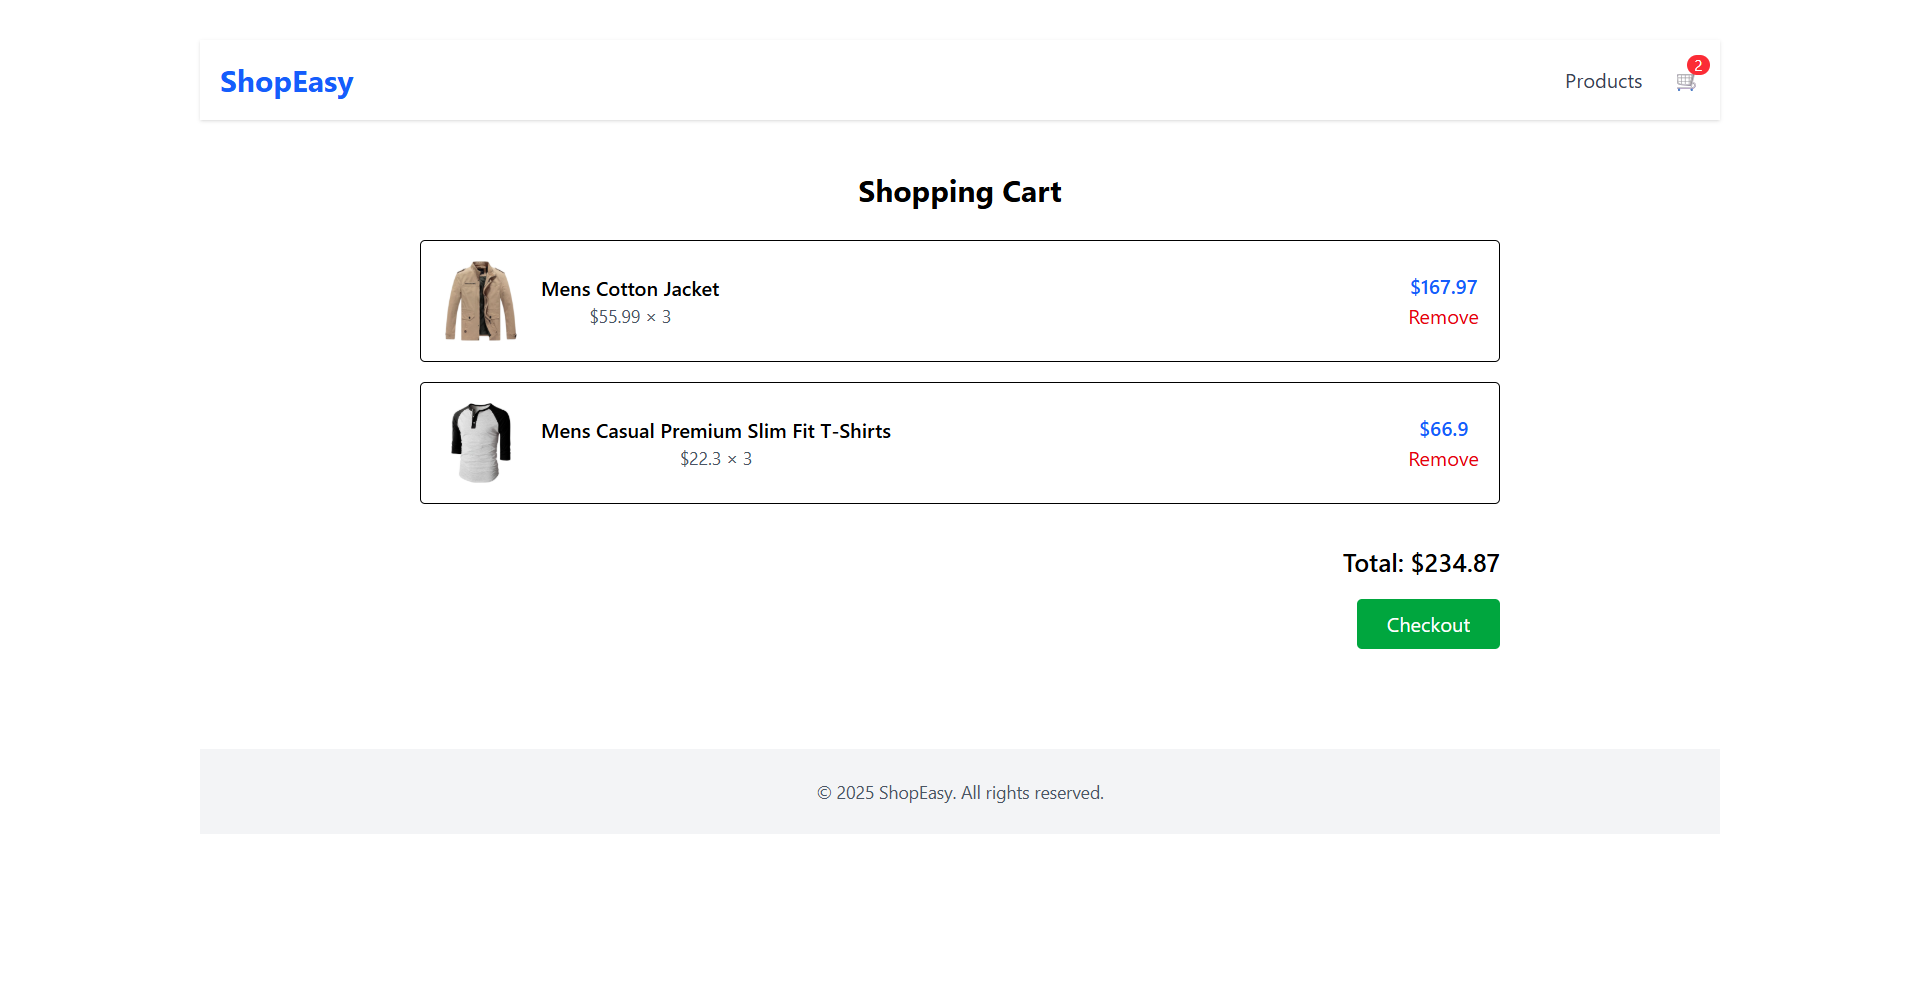 ShopEasy
Products
2
Shopping Cart
Mens Cotton Jacket
$55.99 × 3
$167.97
Remove
Mens Casual Premium Slim Fit T-Shirts
$22.3 × 3
$66.9
Remove
Total: $234.87
Checkout
© 2025 ShopEasy. All rights reserved.